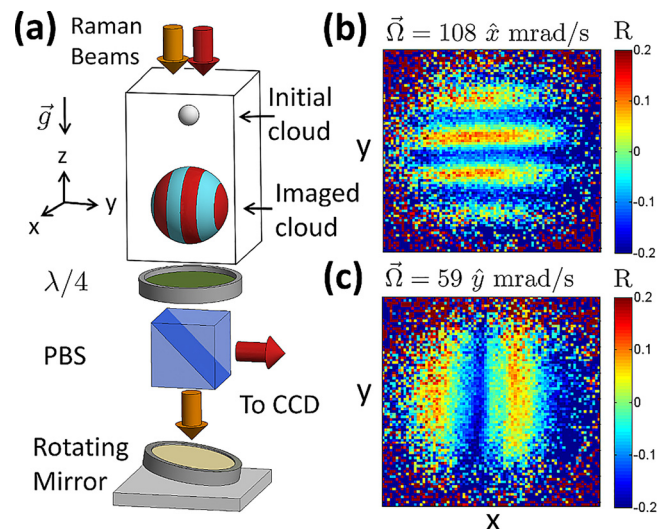 (a)
Raman
Beams
g⃗
z
x
y
Initial
cloud
Imaged
cloud
λ/4
PBS
To CCD
Rotating
Mirror
(b)
Ω⃗ = 108 x̂ mrad/s
R
y
0.2
0.1
0
-0.1
-0.2
(c)
Ω⃗ = 59 ŷ mrad/s
R
y
x
0.2
0.1
0
-0.1
-0.2